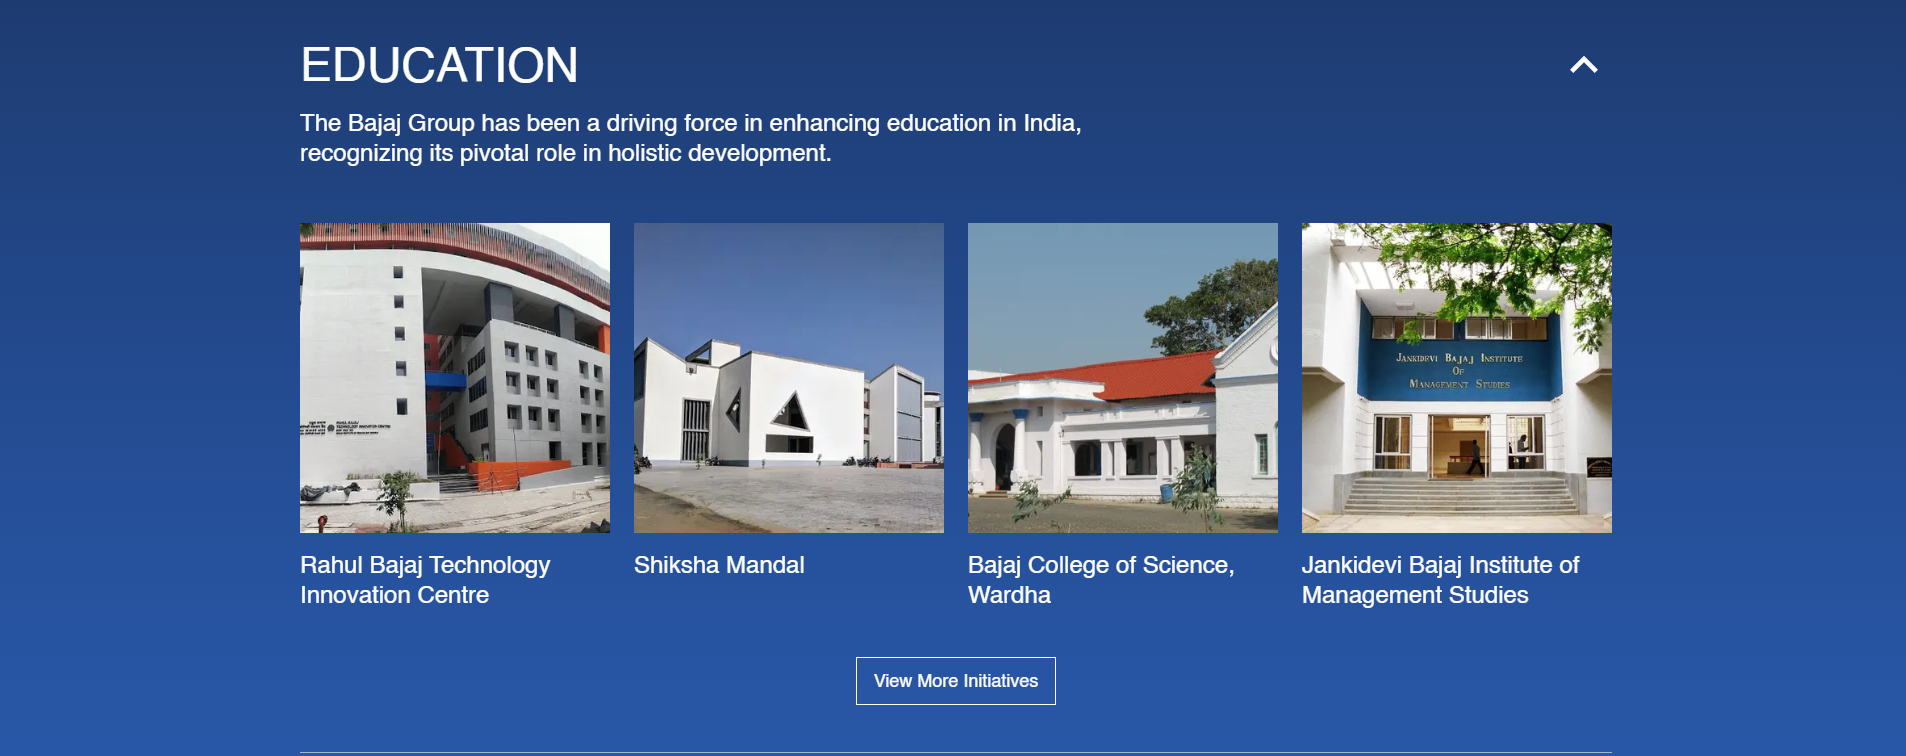 EDUCATION
The Bajaj Group has been a driving force in enhancing education in India,
recognizing its pivotal role in holistic development.
JANKIDEVI BAJAJ INSTITUTE
OF
MANAGEMENT STUDIES
Rahul Bajaj Technology
Innovation Centre
Shiksha Mandal
Bajaj College of Science,
Wardha
Jankidevi Bajaj Institute of
Management Studies
View More Initiatives